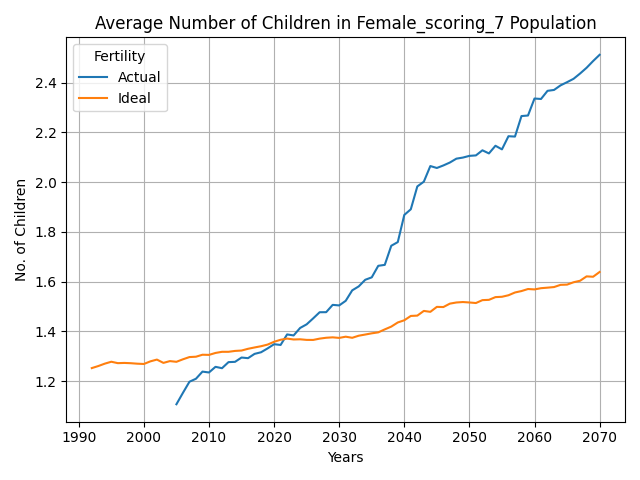 Average Number of Children in Female_scoring_7 Population
Fertility
Actual
Ideal
No. of Children
2.4
2.2
2.0
1.8
1.6
1.4
1.2
1990 2000 2010 2020 2030 2040 2050 2060 2070
Years